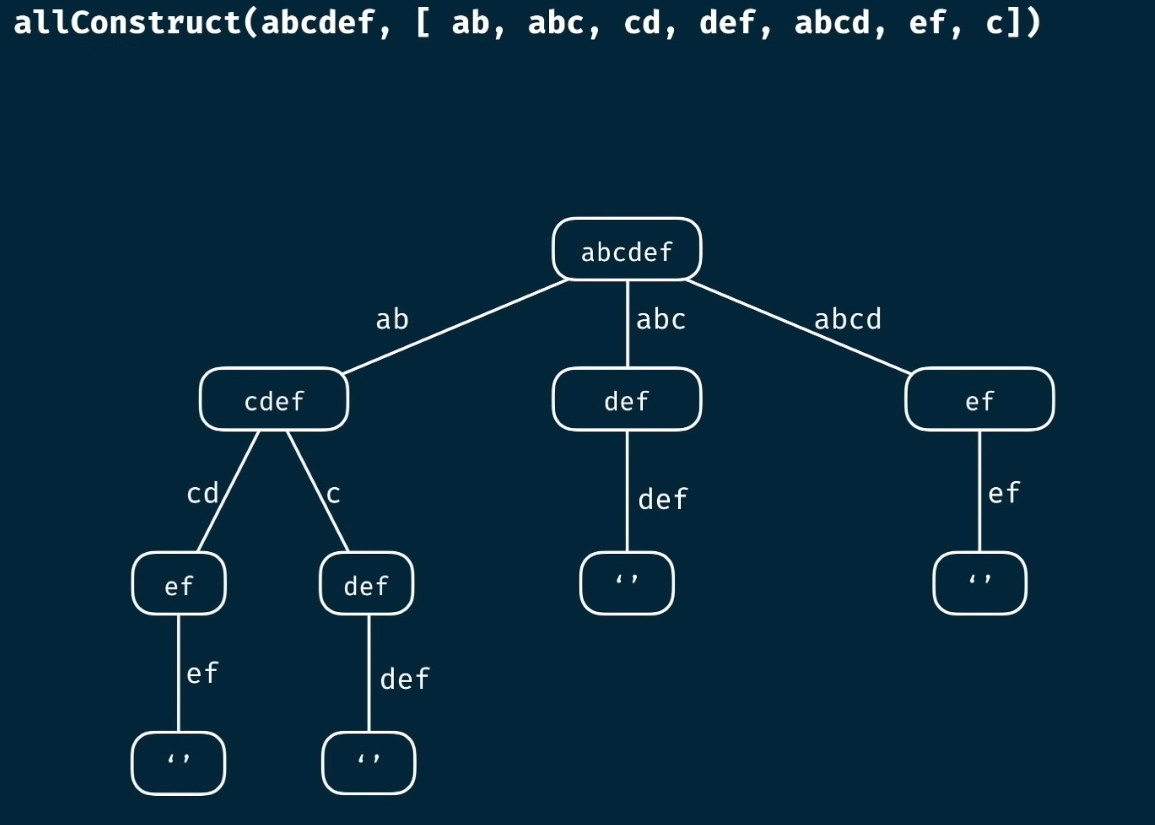 allConstruct(abcdef, [ ab, abc, cd, def, abcd, ef, c])
abcdef
ab
abc
abcd
cdef
def
ef
cd
c
def
ef
ef
def
‘’
‘’
ef
def
‘’
‘’